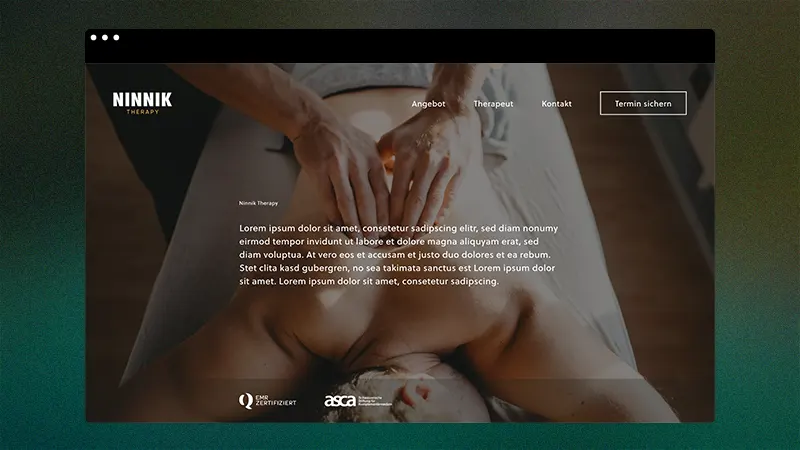 NINNIK
THERAPY
Angebot
Therapeut
Kontakt
Termin sichern
Ninnik Therapy
Lorem ipsum dolor sit amet, consetetur sadipscing elitr, sed diam nonumy
eirmod tempor invidunt ut labore et dolore magna aliquyam erat, sed
diam voluptua. At vero eos et accusam et justo duo dolores et ea rebum.
Stet clita kasd gubergren, no sea takimata sanctus est Lorem ipsum dolor
sit amet. Lorem ipsum dolor sit amet, consetetur sadipscing.
EMR
ZERTIFIZIERT
asca